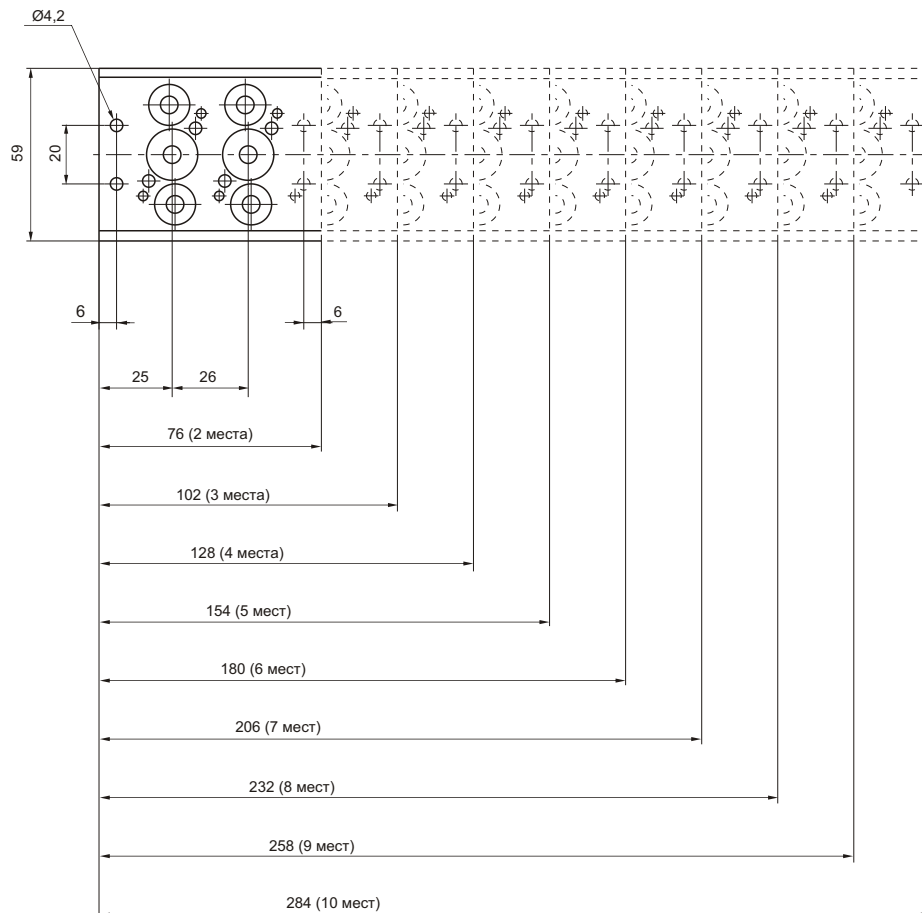 Ø4,2
59
20
6
6
25
26
76 (2 места)
102 (3 места)
128 (4 места)
154 (5 мест)
180 (6 мест)
206 (7 мест)
232 (8 мест)
258 (9 мест)
284 (10 мест)